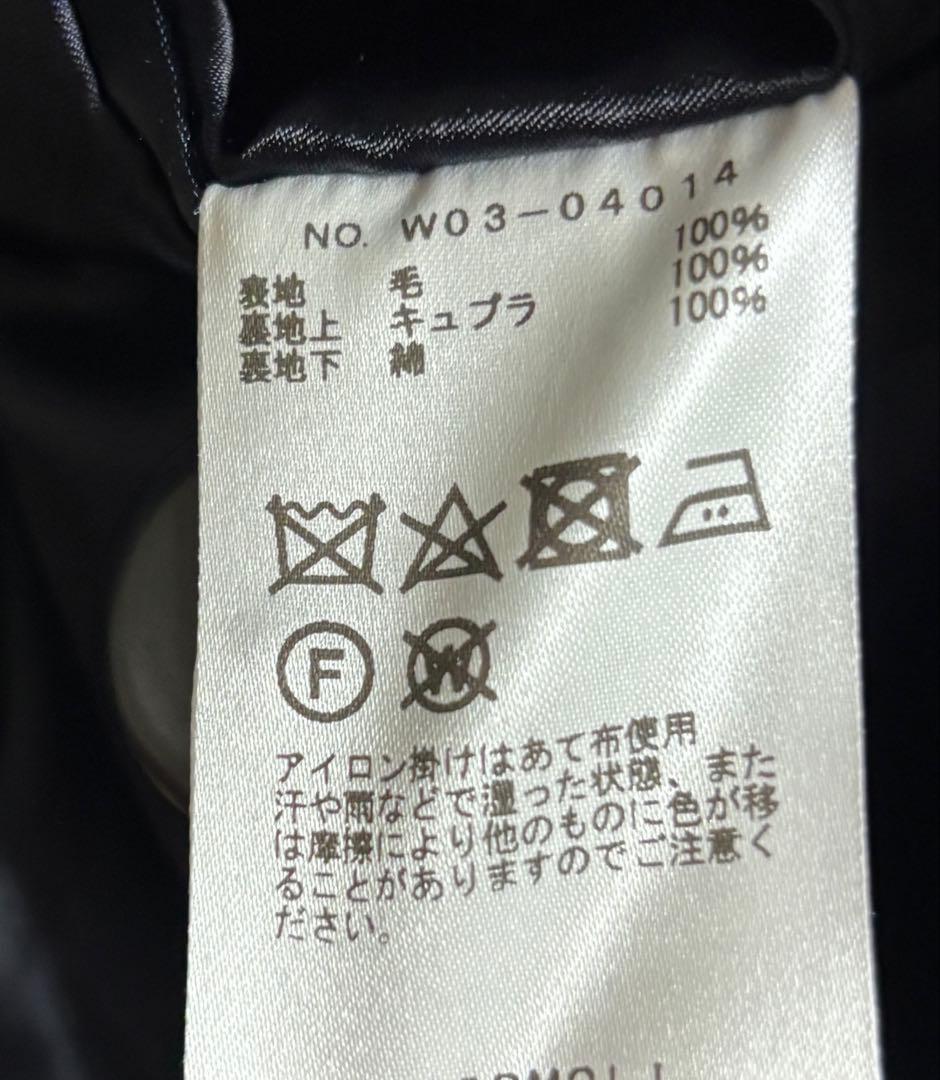 NO. W03-04014
表地 毛 100%
裏地上 キュプラ 100%
裏地下 綿 100%
F
W
アイロン掛けはあて布使用
汗や雨などで湿った状態、また
は摩擦により他のものに色が移
ることがありますのでご注意く
ださい。